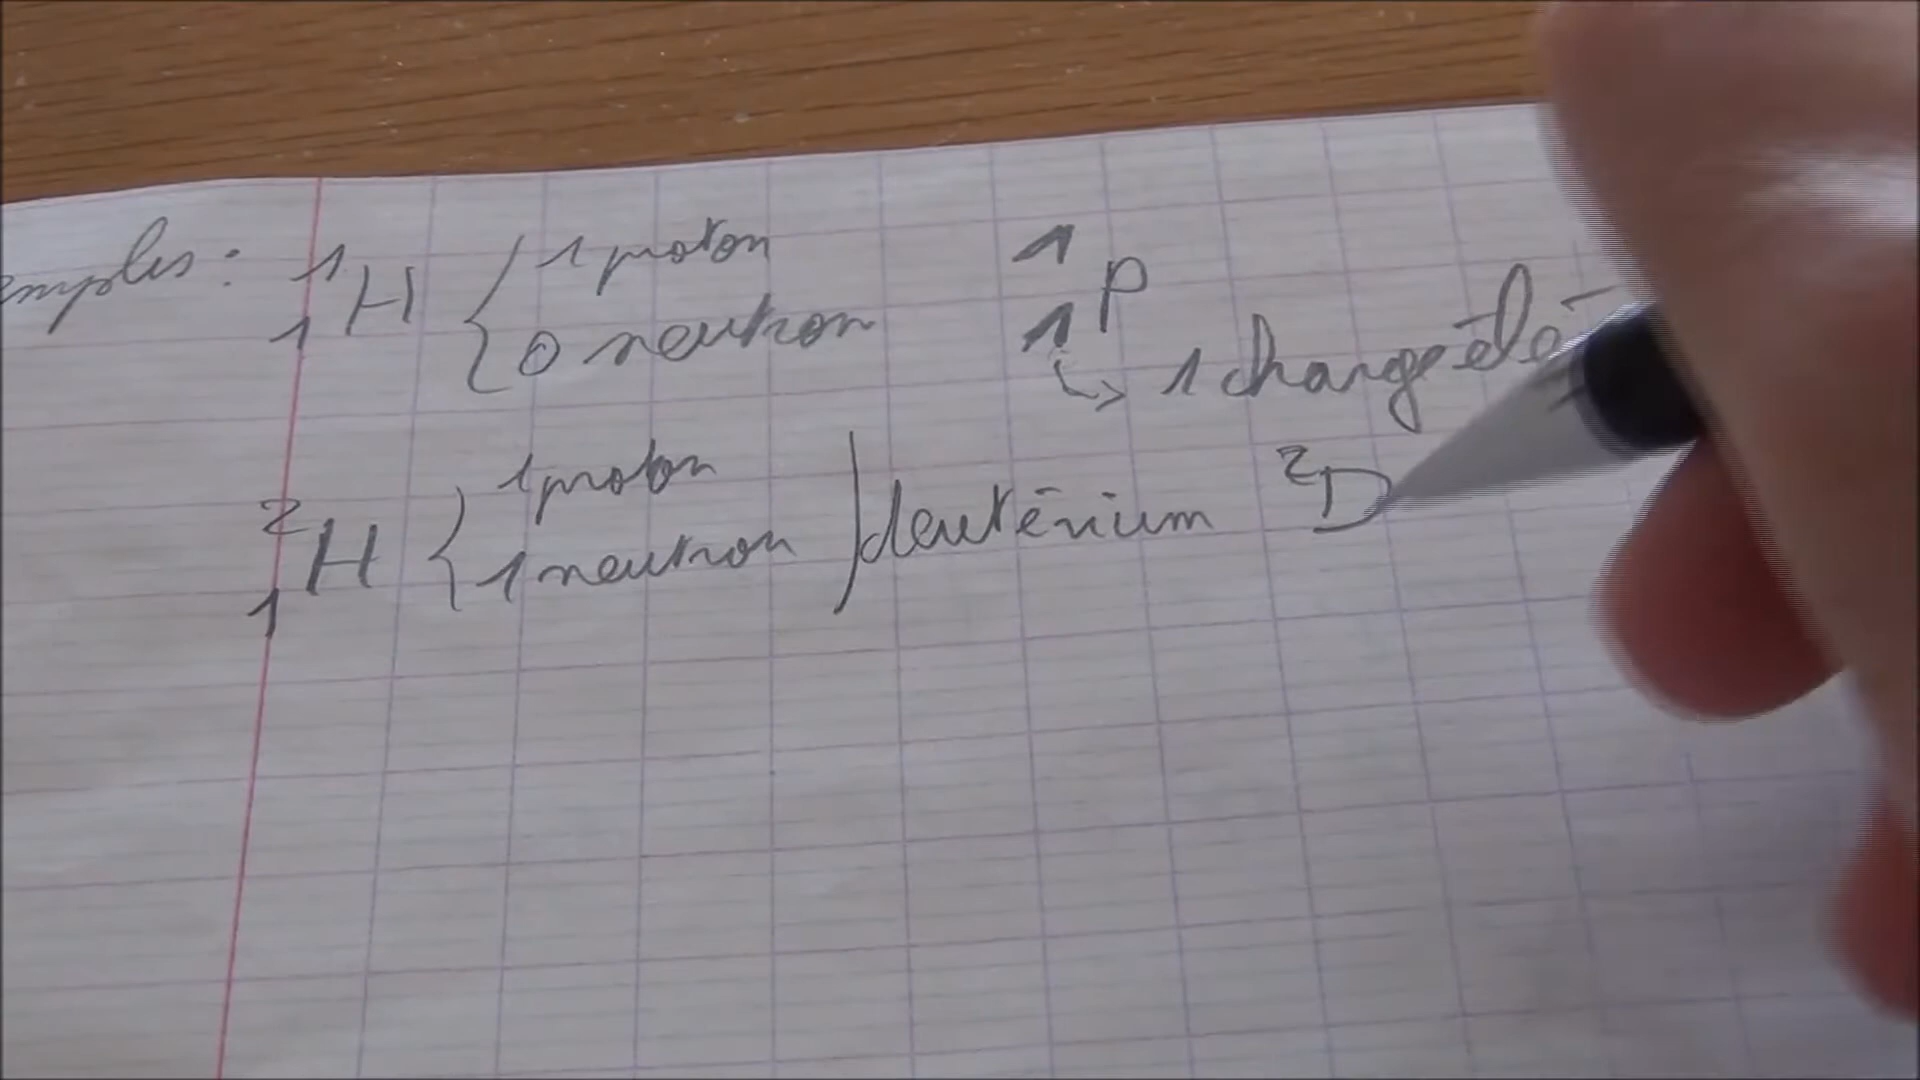 emples : ¹₁H { 1 proton 0 neutron ¹₁p
→ 1 charge élé
²₁H { 1 proton 1 neutron / deutérium ²D